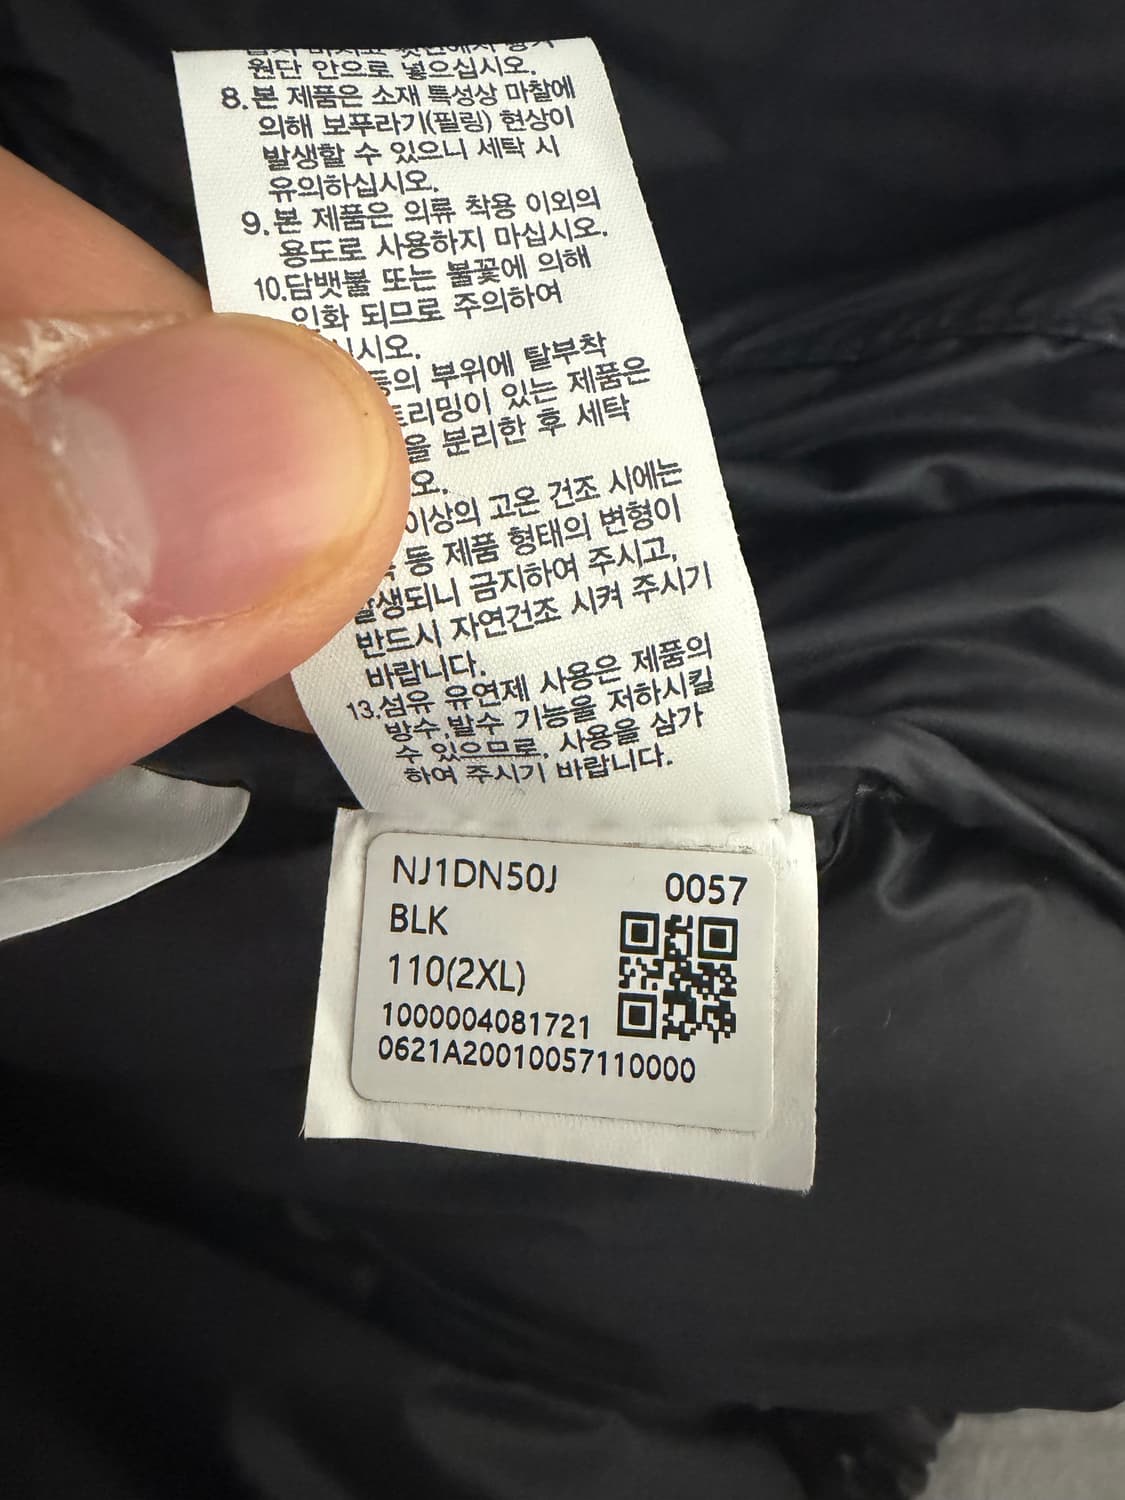 원단 안으로 넣으십시오.
8.본 제품은 소재 특성상 마찰에
의해 보푸라기(필링) 현상이
발생할 수 있으니 세탁 시
유의하십시오.
9.본 제품은 의류 착용 이외의
용도로 사용하지 마십시오.
10.담뱃불 또는 불꽃에 의해
인화 되므로 주의하여
시오.
등의 부위에 탈부착
트리밍이 있는 제품은
을 분리한 후 세탁
오.
이상의 고온 건조 시에는
등 제품 형태의 변형이
발생되니 금지하여 주시고,
반드시 자연건조 시켜 주시기
바랍니다.
13.섬유 유연제 사용은 제품의
방수,발수 기능을 저하시킬
수 있으므로, 사용을 삼가
하여 주시기 바랍니다.
NJ1DN50J 0057
BLK
110(2XL)
1000004081721
0621A20010057110000